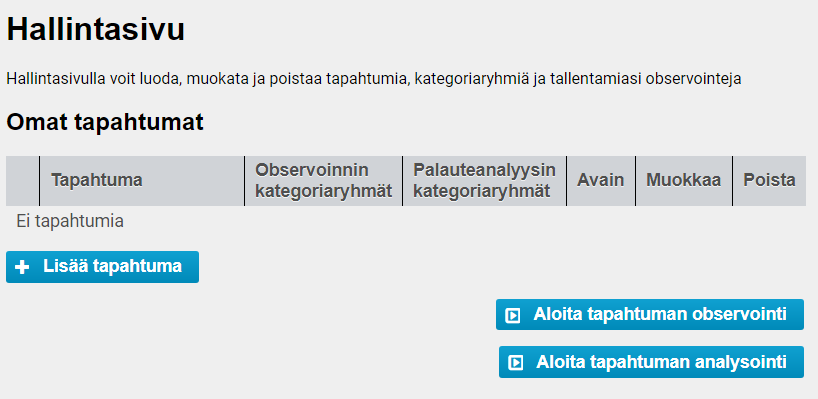 Hallintasivu
Hallintasivulla voit luoda, muokata ja poistaa tapahtumia, kategoriaryhmiä ja tallentamiasi observointeja
Omat tapahtumat
Tapahtuma
Observoinnin
kategoriaryhmät
Palauteanalyysin
kategoriaryhmät
Avain
Muokkaa
Poista
Ei tapahtumia
Lisää tapahtuma
Aloita tapahtuman observointi
Aloita tapahtuman analysointi